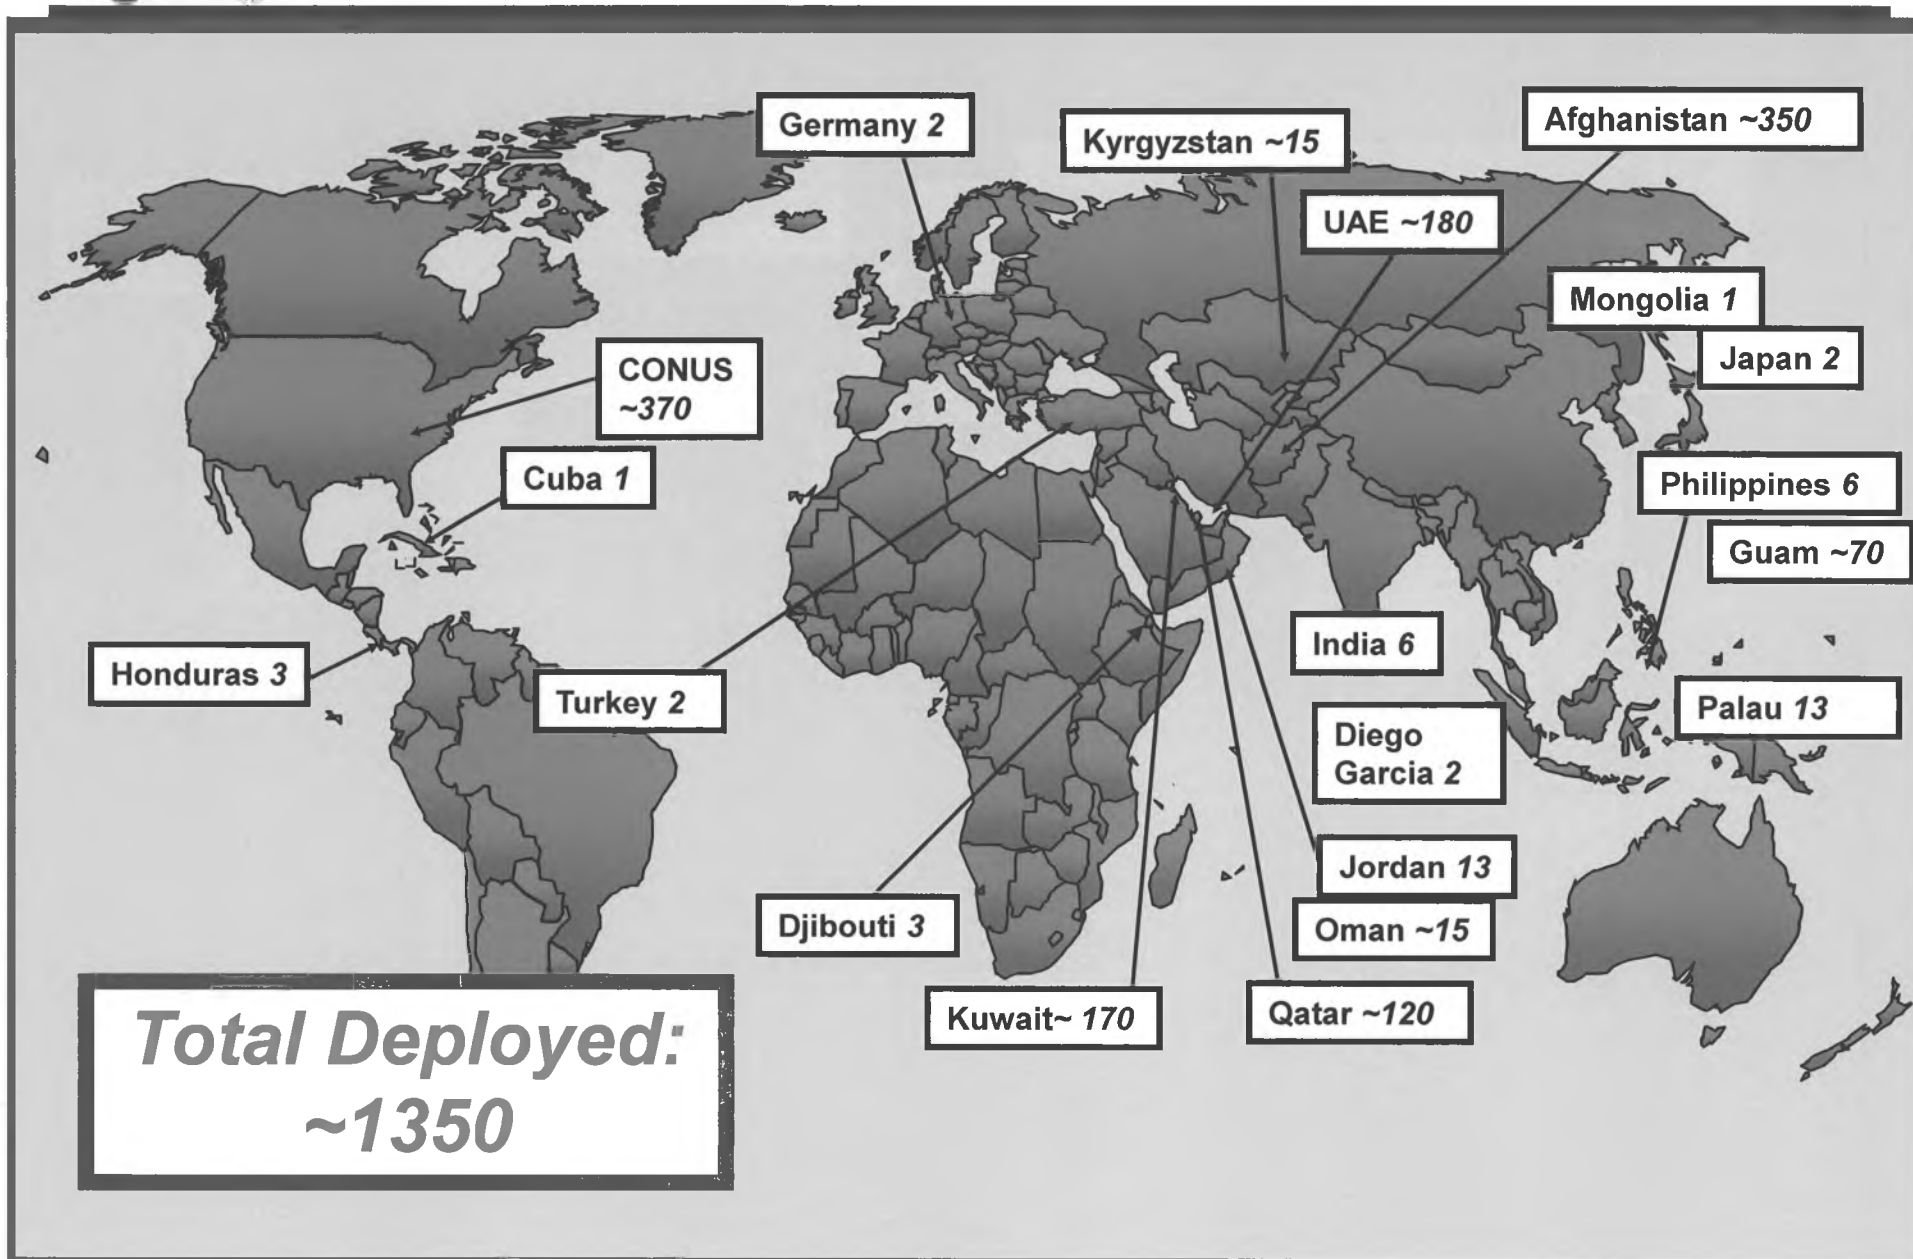 Germany 2
Kyrgyzstan ~15
Afghanistan ~350
UAE ~180
Mongolia 1
Japan 2
CONUS
~370
Cuba 1
Philippines 6
Guam ~70
Honduras 3
Turkey 2
India 6
Palau 13
Diego
Garcia 2
Jordan 13
Djibouti 3
Oman ~15
Kuwait~ 170
Qatar ~120
Total Deployed:
~1350